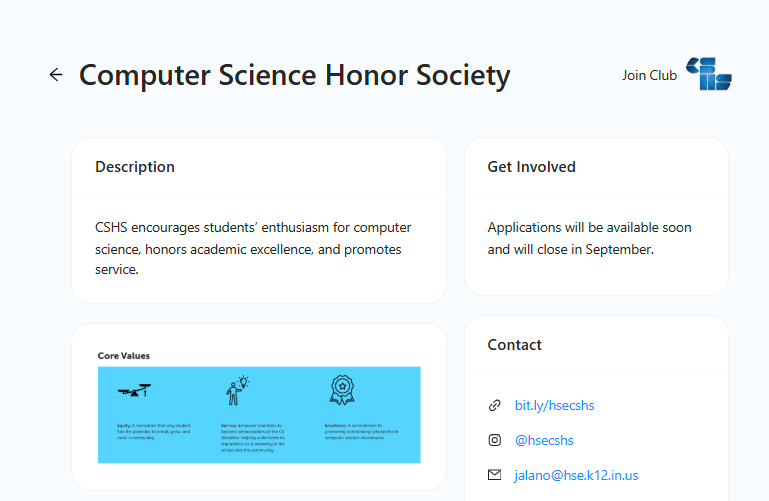 Computer Science Honor Society
Join Club
Description
CSHS encourages students' enthusiasm for computer
science, honors academic excellence, and promotes
service.
Get Involved
Applications will be available soon
and will close in September.
Core Values
Equity: A realization that any student
has the potential to enroll, grow, and
excel in computing.
Service: empower members to
become ambassadors of the CS
discipline, helping underscore its
importance as a mainstay in the
school and the community.
Excellence: A commitment to
promoting outstanding scholarship in
computer science coursework.
Contact
bit.ly/hsecshs
@hsecshs
jalano@hse.k12.in.us